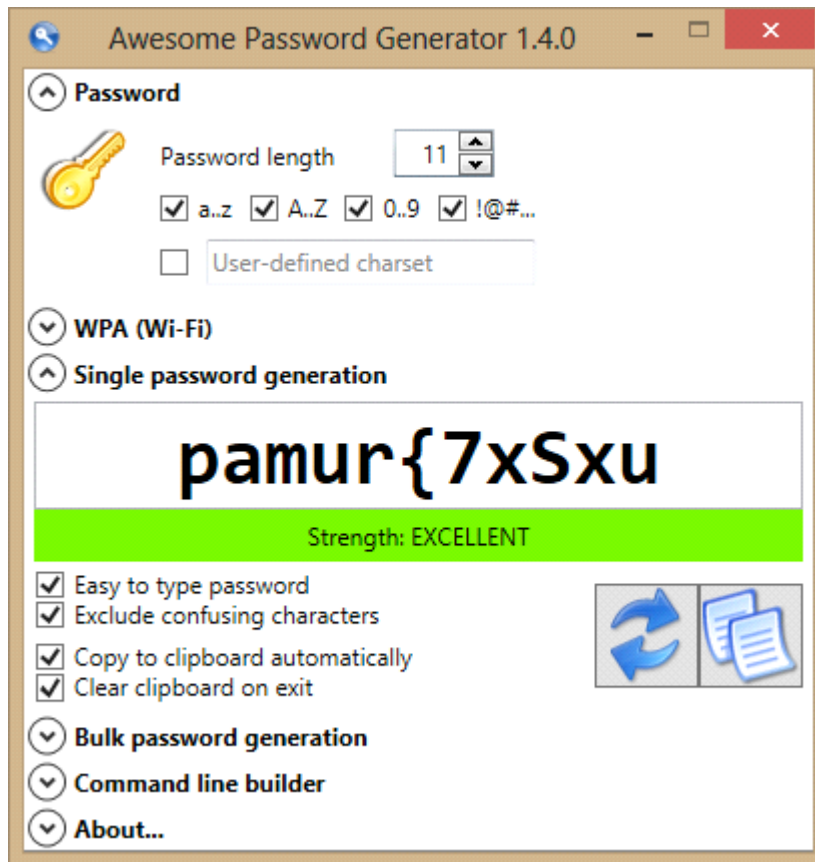 Awesome Password Generator 1.4.0
Password
Password length 11
a..z A..Z 0..9 !@#...
User-defined charset
WPA (Wi-Fi)
Single password generation
pamur{7xSxu
Strength: EXCELLENT
Easy to type password
Exclude confusing characters
Copy to clipboard automatically
Clear clipboard on exit
Bulk password generation
Command line builder
About...